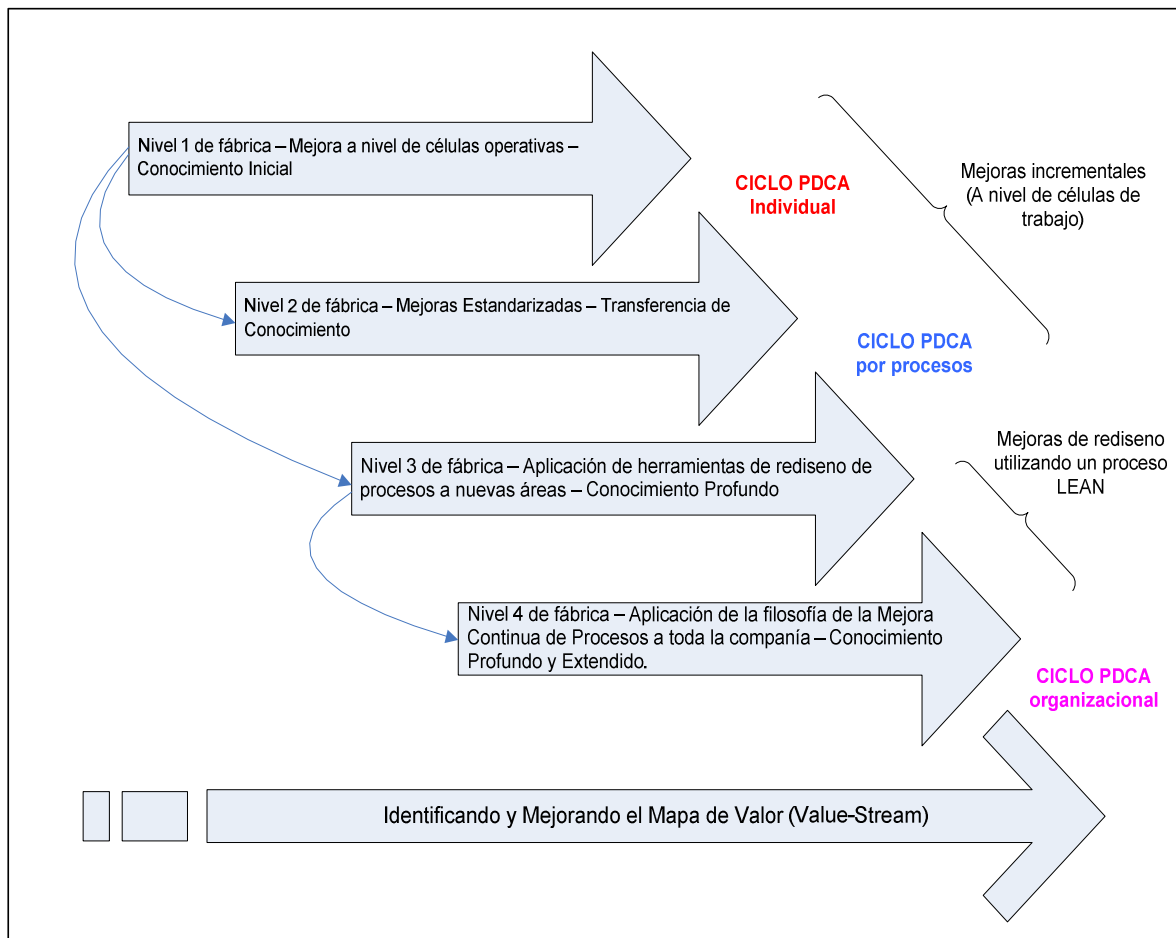 Nivel 1 de fábrica – Mejora a nivel de células operativas –
Conocimiento Inicial
CICLO PDCA
Individual
Mejoras incrementales
(A nivel de células de
trabajo)
Nivel 2 de fábrica – Mejoras Estandarizadas – Transferencia de
Conocimiento
CICLO PDCA
por procesos
Nivel 3 de fábrica – Aplicación de herramientas de rediseno de
procesos a nuevas áreas – Conocimiento Profundo
Mejoras de rediseno
utilizando un proceso
LEAN
Nivel 4 de fábrica – Aplicación de la filosofía de la Mejora
Continua de Procesos a toda la companía – Conocimiento
Profundo y Extendido.
CICLO PDCA
organizacional
Identificando y Mejorando el Mapa de Valor (Value-Stream)